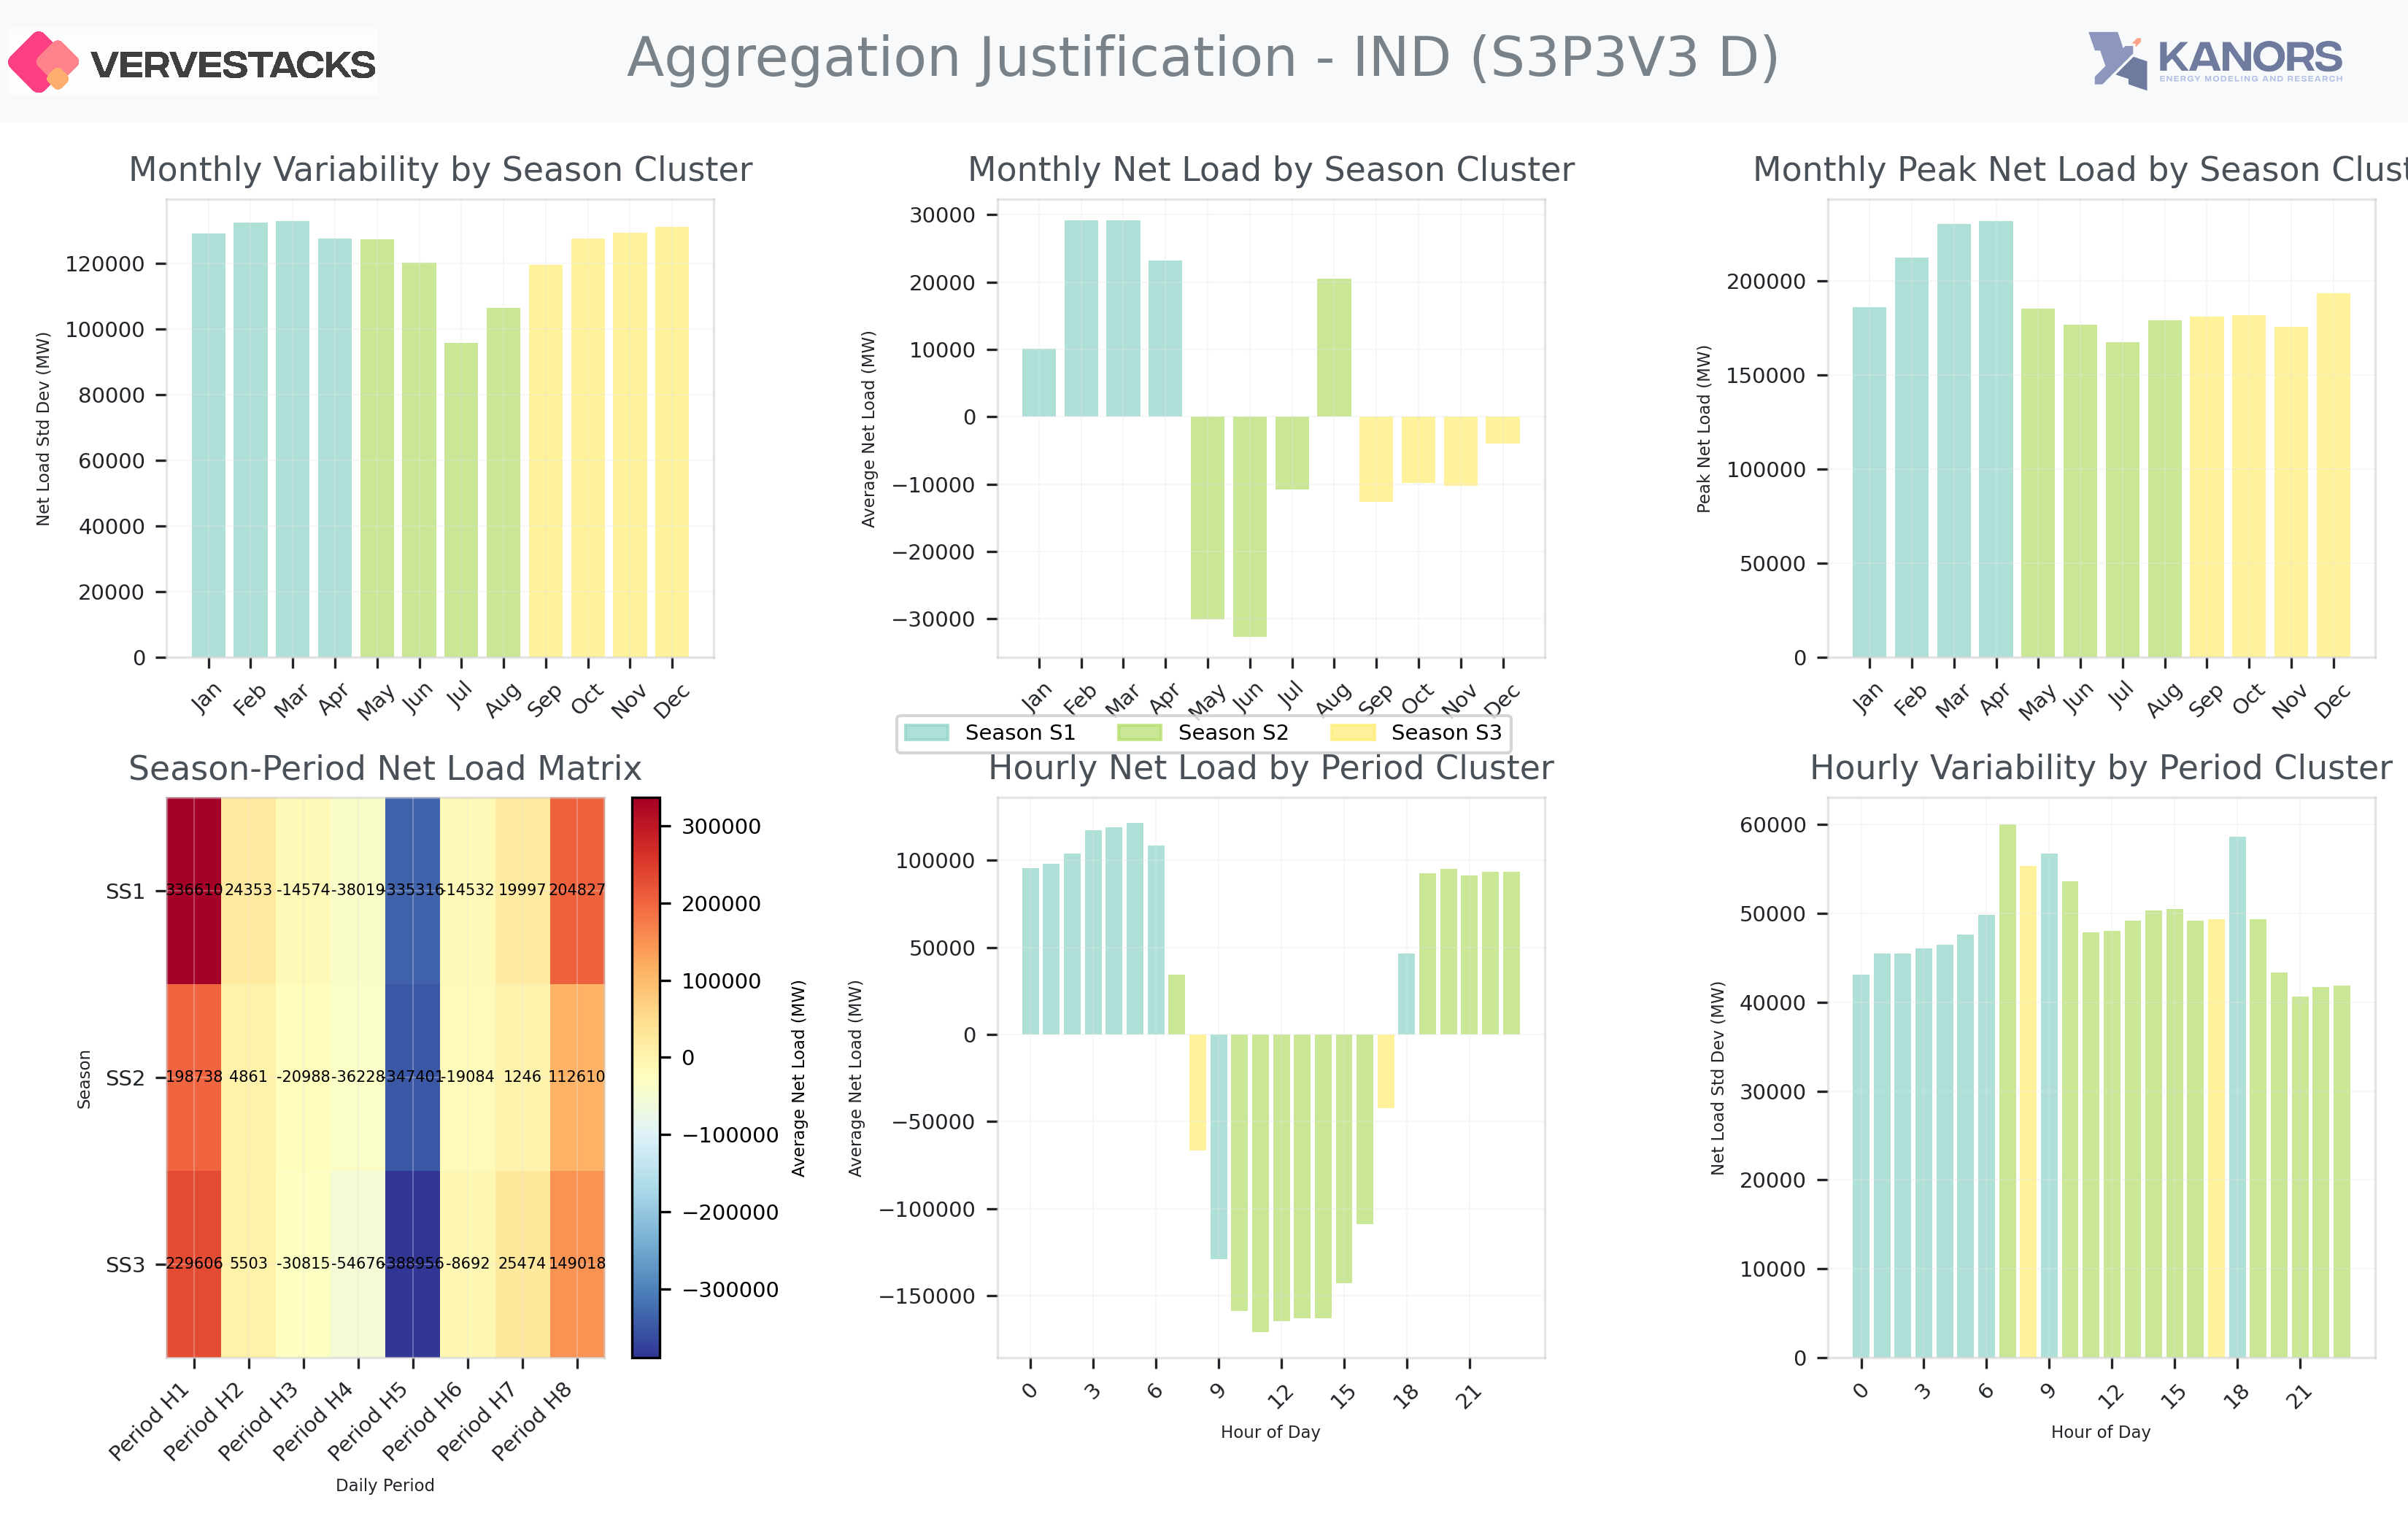 VERVESTACKS
Aggregation Justification - IND (S3P3V3 D)
KANORS
ENERGY MODELING AND RESEARCH
Monthly Variability by Season Cluster
Net Load Std Dev (MW)
120000
100000
80000
60000
40000
20000
0
Jan Feb Mar Apr May Jun Jul Aug Sep Oct Nov Dec
Monthly Net Load by Season Cluster
Average Net Load (MW)
30000
20000
10000
0
−10000
−20000
−30000
Jan Feb Mar Apr May Jun Jul Aug Sep Oct Nov Dec
Monthly Peak Net Load by Season Clust
Peak Net Load (MW)
200000
150000
100000
50000
0
Jan Feb Mar Apr May Jun Jul Aug Sep Oct Nov Dec
Season S1 Season S2 Season S3
Season-Period Net Load Matrix
Season
SS1 336610 24353 -14574 -38019 -335316 -14532 19997 204827
SS2 198738 4861 -20988 -36228 -347401 -19084 1246 112610
SS3 229606 5503 -30815 -54676 -388956 -8692 25474 149018
Period H1 Period H2 Period H3 Period H4 Period H5 Period H6 Period H7 Period H8
Daily Period
300000
200000
100000
0
−100000
−200000
−300000
Average Net Load (MW)
Hourly Net Load by Period Cluster
Average Net Load (MW)
100000
50000
0
−50000
−100000
−150000
0 3 6 9 12 15 18 21
Hour of Day
Hourly Variability by Period Cluster
Net Load Std Dev (MW)
60000
50000
40000
30000
20000
10000
0
0 3 6 9 12 15 18 21
Hour of Day